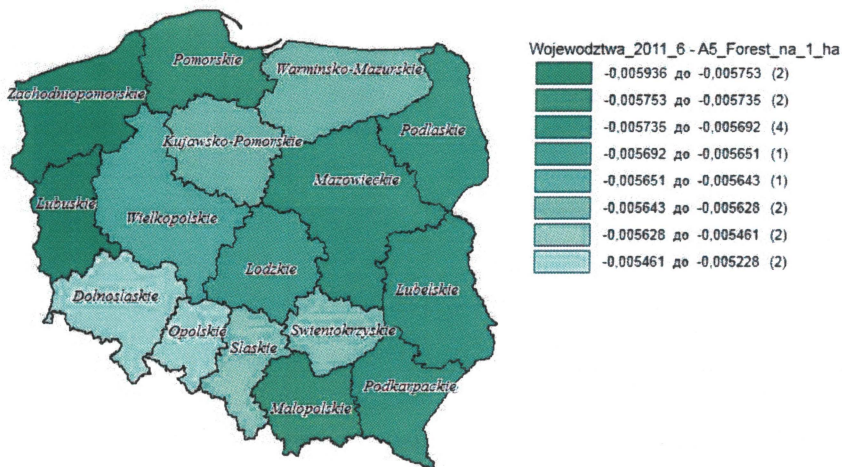 Pomorskie
Warminsko-Mazurskie
Zachodniopomorskie
Podlaskie
Kujawsko-Pomorskie
Mazowieckie
Lubuskie
Wielkopolskie
Lodzkie
Lubelskie
Dolnoslaskie
Opolskie
Swientokrzyskie
Slaskie
Podkarpackie
Malopolskie
Wojewodztwa_2011_6 - A5_Forest_na_1_ha
-0,005936 до -0,005753 (2)
-0,005753 до -0,005735 (2)
-0,005735 до -0,005692 (4)
-0,005692 до -0,005651 (1)
-0,005651 до -0,005643 (1)
-0,005643 до -0,005628 (2)
-0,005628 до -0,005461 (2)
-0,005461 до -0,005228 (2)